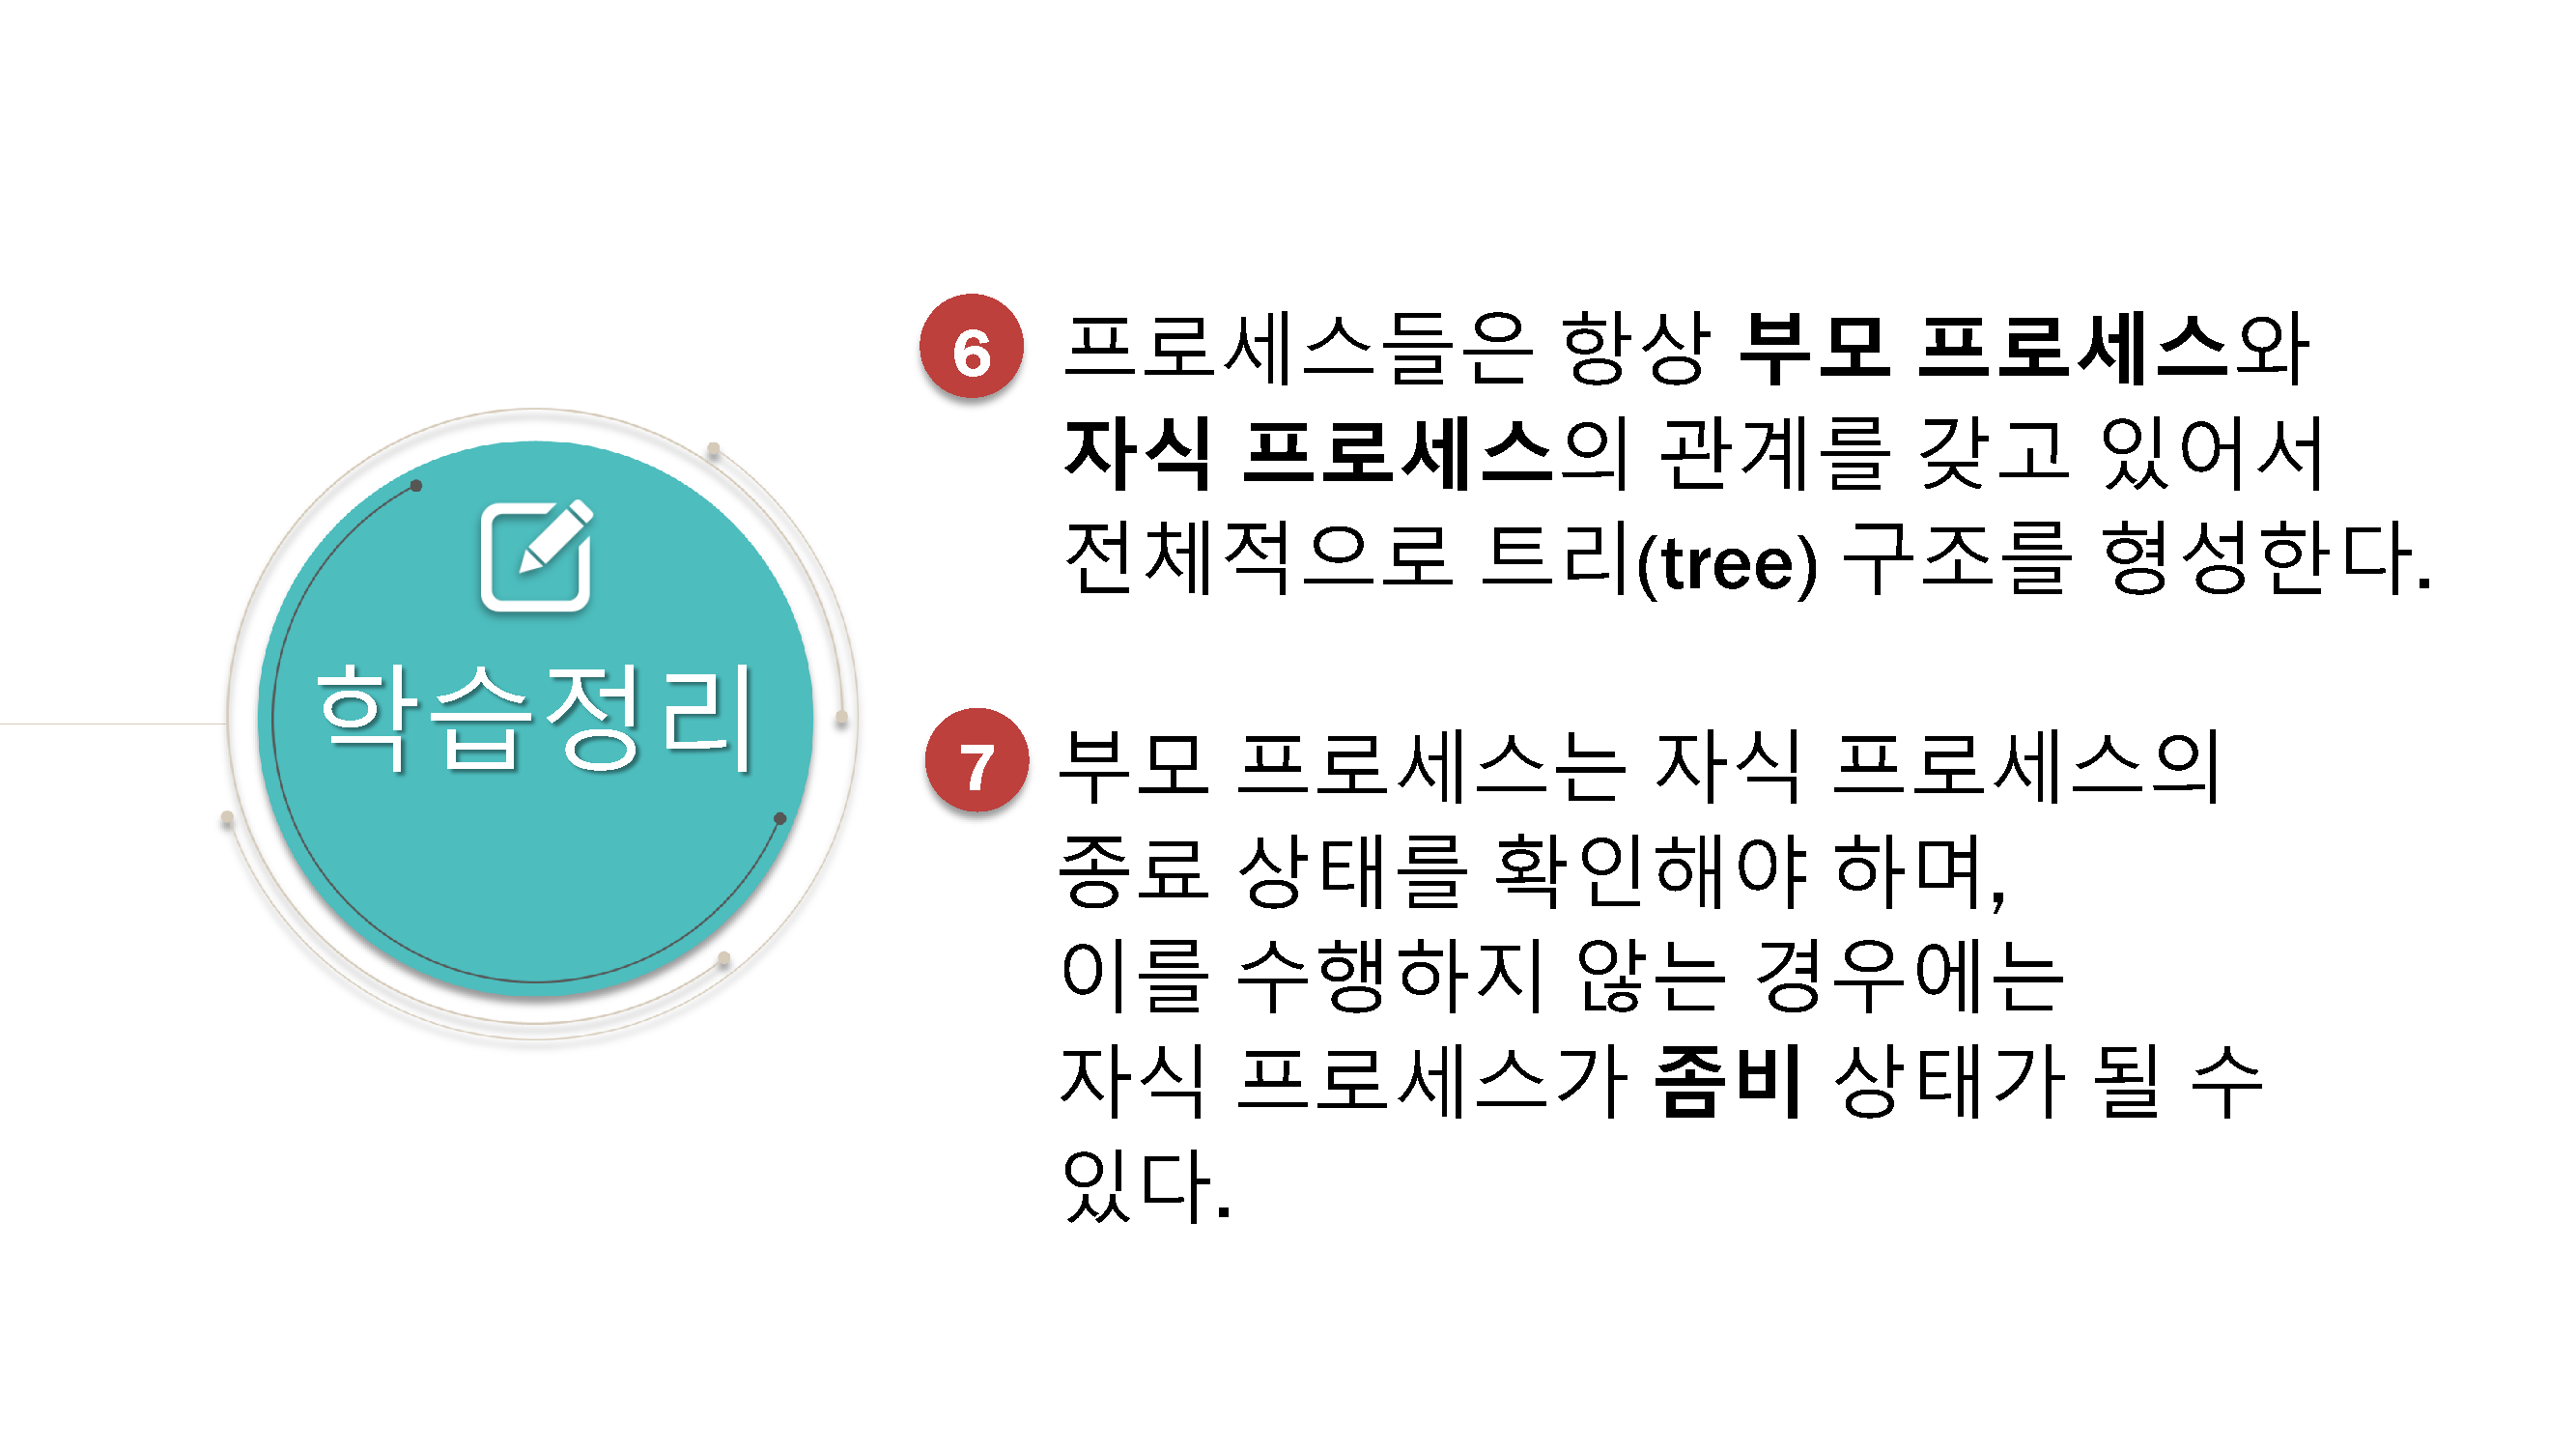 학습정리
6
프로세스들은 항상 부모 프로세스와
자식 프로세스의 관계를 갖고 있어서
전체적으로 트리(tree) 구조를 형성한다.
7
부모 프로세스는 자식 프로세스의
종료 상태를 확인해야 하며,
이를 수행하지 않는 경우에는
자식 프로세스가 좀비 상태가 될 수
있다.